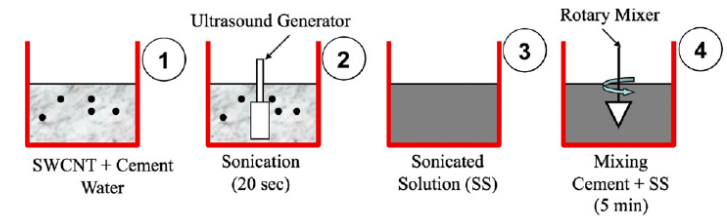 Ultrasound Generator
Rotary Mixer
1
2
3
4
SWCNT + Cement
Water
Sonication
(20 sec)
Sonicated
Solution (SS)
Mixing
Cement + SS
(5 min)